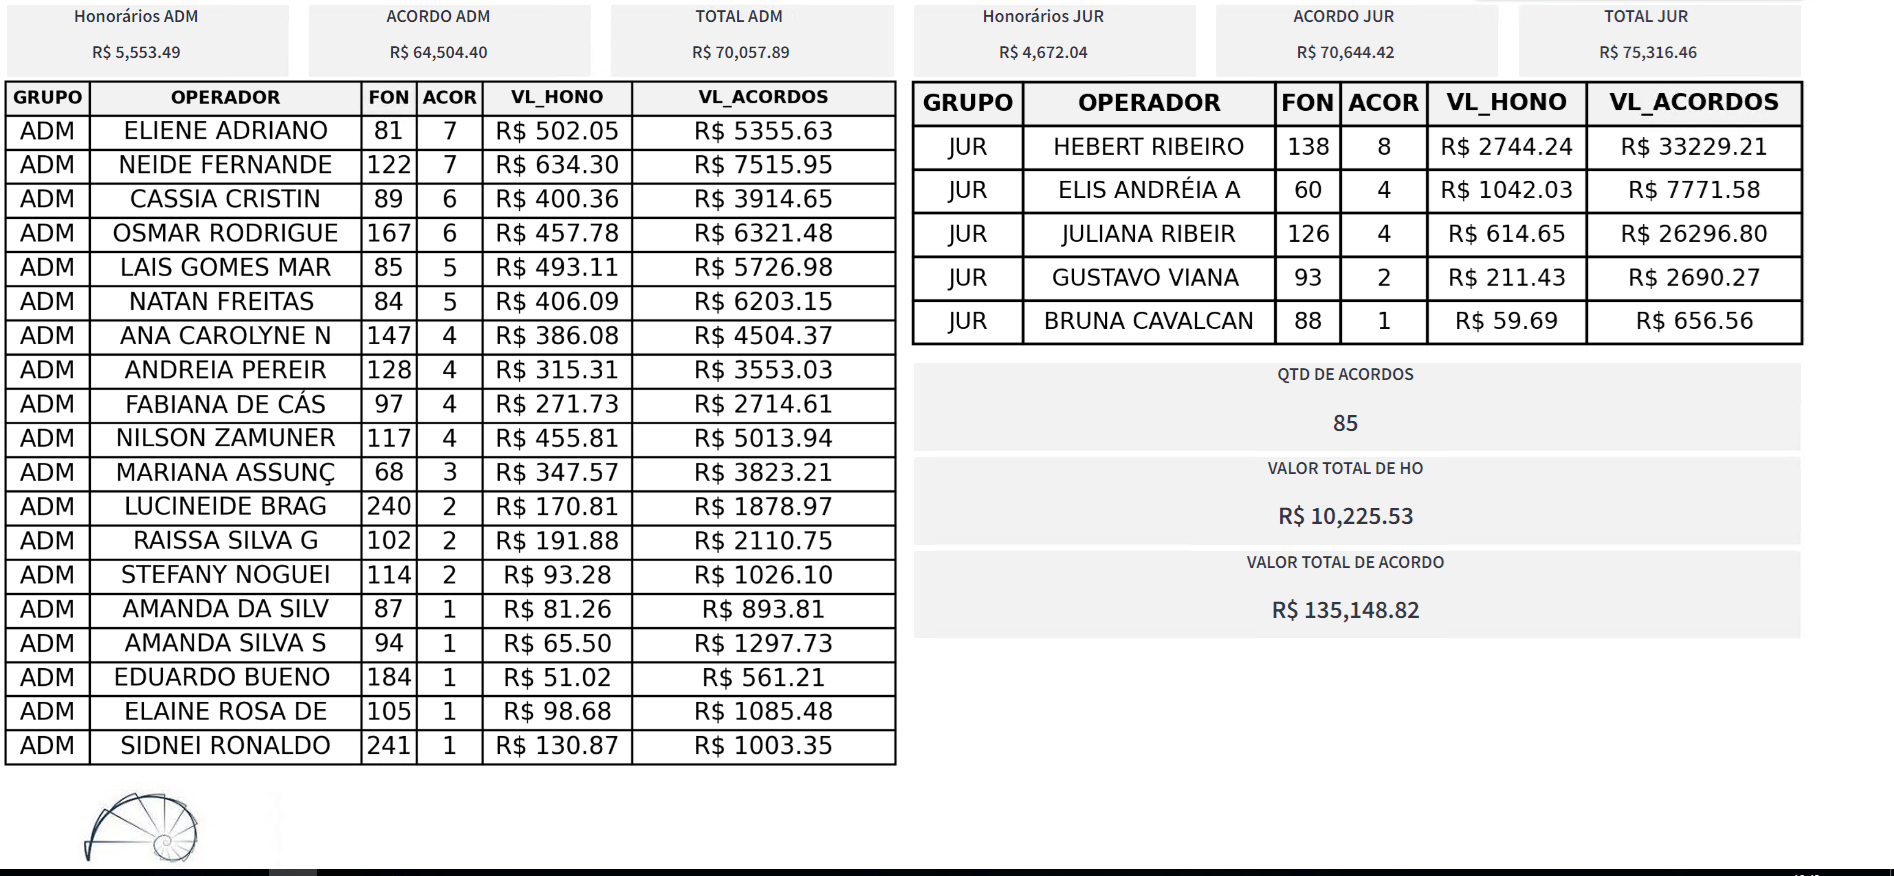 Honorários ADM
R$ 5,553.49
ACORDO ADM
R$ 64,504.40
TOTAL ADM
R$ 70,057.89
Honorários JUR
R$ 4,672.04
ACORDO JUR
R$ 70,644.42
TOTAL JUR
R$ 75,316.46
GRUPO OPERADOR FON ACOR VL_HONO VL_ACORDOS
ADM ELIENE ADRIANO 81 7 R$ 502.05 R$ 5355.63
ADM NEIDE FERNANDE 122 7 R$ 634.30 R$ 7515.95
ADM CASSIA CRISTIN 89 6 R$ 400.36 R$ 3914.65
ADM OSMAR RODRIGUE 167 6 R$ 457.78 R$ 6321.48
ADM LAIS GOMES MAR 85 5 R$ 493.11 R$ 5726.98
ADM NATAN FREITAS 84 5 R$ 406.09 R$ 6203.15
ADM ANA CAROLYNE N 147 4 R$ 386.08 R$ 4504.37
ADM ANDREIA PEREIR 128 4 R$ 315.31 R$ 3553.03
ADM FABIANA DE CÁS 97 4 R$ 271.73 R$ 2714.61
ADM NILSON ZAMUNER 117 4 R$ 455.81 R$ 5013.94
ADM MARIANA ASSUNÇ 68 3 R$ 347.57 R$ 3823.21
ADM LUCINEIDE BRAG 240 2 R$ 170.81 R$ 1878.97
ADM RAISSA SILVA G 102 2 R$ 191.88 R$ 2110.75
ADM STEFANY NOGUEI 114 2 R$ 93.28 R$ 1026.10
ADM AMANDA DA SILV 87 1 R$ 81.26 R$ 893.81
ADM AMANDA SILVA S 94 1 R$ 65.50 R$ 1297.73
ADM EDUARDO BUENO 184 1 R$ 51.02 R$ 561.21
ADM ELAINE ROSA DE 105 1 R$ 98.68 R$ 1085.48
ADM SIDNEI RONALDO 241 1 R$ 130.87 R$ 1003.35
GRUPO OPERADOR FON ACOR VL_HONO VL_ACORDOS
JUR HEBERT RIBEIRO 138 8 R$ 2744.24 R$ 33229.21
JUR ELIS ANDRÉIA A 60 4 R$ 1042.03 R$ 7771.58
JUR JULIANA RIBEIR 126 4 R$ 614.65 R$ 26296.80
JUR GUSTAVO VIANA 93 2 R$ 211.43 R$ 2690.27
JUR BRUNA CAVALCAN 88 1 R$ 59.69 R$ 656.56
QTD DE ACORDOS
85
VALOR TOTAL DE HO
R$ 10,225.53
VALOR TOTAL DE ACORDO
R$ 135,148.82